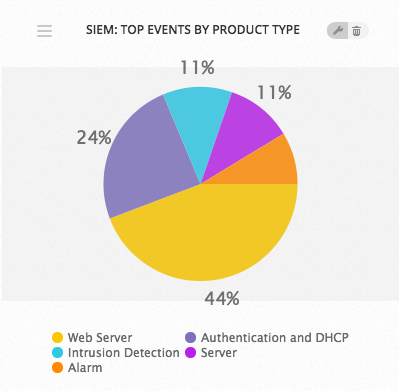 SIEM: TOP EVENTS BY PRODUCT TYPE
11%
11%
24%
44%
Web Server
Authentication and DHCP
Intrusion Detection
Server
Alarm